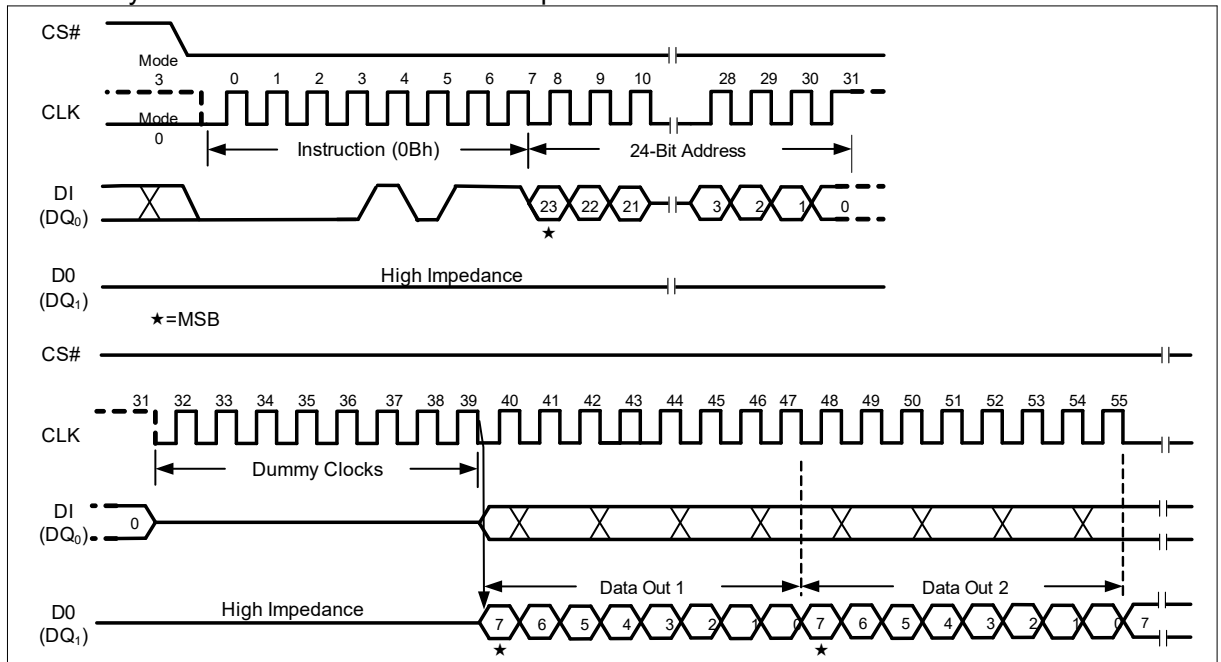 CS#
Mode
3
0 1 2 3 4 5 6 7 8 9 10 28 29 30 31
CLK
Mode
0
Instruction (0Bh) 24-Bit Address
DI
(DQ0)
23 22 21 3 2 1 0
★
D0
(DQ1)
High Impedance
★=MSB
CS#
31 32 33 34 35 36 37 38 39 40 41 42 43 44 45 46 47 48 49 50 51 52 53 54 55
CLK
Dummy Clocks
DI
(DQ0)
0
Data Out 1 Data Out 2
D0
(DQ1)
High Impedance
7 6 5 4 3 2 1 0 7 6 5 4 3 2 1 0 7
★ ★